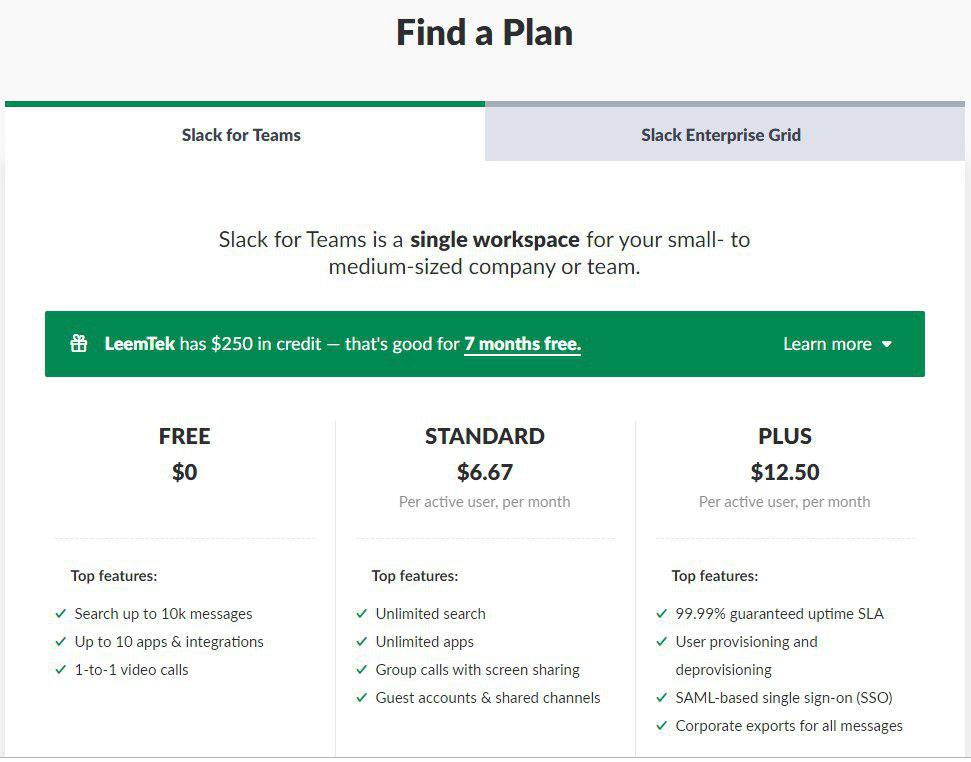 Find a Plan
Slack for Teams
Slack Enterprise Grid
Slack for Teams is a single workspace for your small- to
medium-sized company or team.
LeemTek has $250 in credit — that's good for 7 months free.
Learn more
FREE
$0
Top features:
Search up to 10k messages
Up to 10 apps & integrations
1-to-1 video calls
STANDARD
$6.67
Per active user, per month
Top features:
Unlimited search
Unlimited apps
Group calls with screen sharing
Guest accounts & shared channels
PLUS
$12.50
Per active user, per month
Top features:
99.99% guaranteed uptime SLA
User provisioning and
deprovisioning
SAML-based single sign-on (SSO)
Corporate exports for all messages